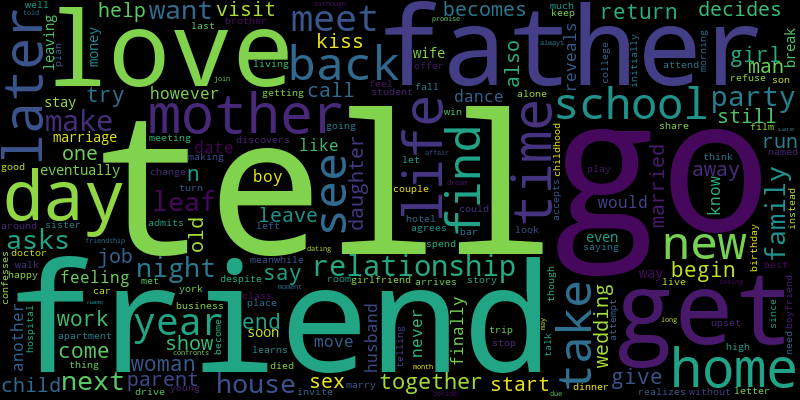 tell
go
friend
love
father
get
mother
day
life
time
school
home
new
find
see
take
back
later
year
relationship
meet
make
leaf
night
house
family
party
want
help
visit
becomes
return
decides
leaving
money
last
brother
well
told
plan
kiss
call
try
however
living
getting
wife
offer
also
dance
alone
reveals
girl
man
break
attend
refuse
son
initially
college
always
morning
much
keep
promise
although
join
feel
student
fall
stay
marriage
meeting
going
date
discovers
making
like
let
win
affair
one
good
eventually
n
change
turn
boy
daughter
couple
childhood
share
film
still
run
named
think
away
instead
know
play
married
would
even
saying
accepts
hotel
agrees
could
look
spend
bar
old
admits
leave
left
dating
dream
around
sister
asks
doctor
friendship
confesses
happy
walk
job
met
meanwhile
say
feeling
car
york
despite
girlfriend
room
arrives
story
though
talk
wedding
begin
way
live
birthday
best
since
boyfriend
need
upset
attempt
long
high
another
hospital
work
apartment
business
class
place
moment
show
become
soon
end
learns
move
husband
telling
never
finally
trip
stop
may
come
thing
woman
confronts
died
month
next
parent
child
drive
young
invite
sex
marry
together
decide
start
due
dinner
give
realizes
without
letter